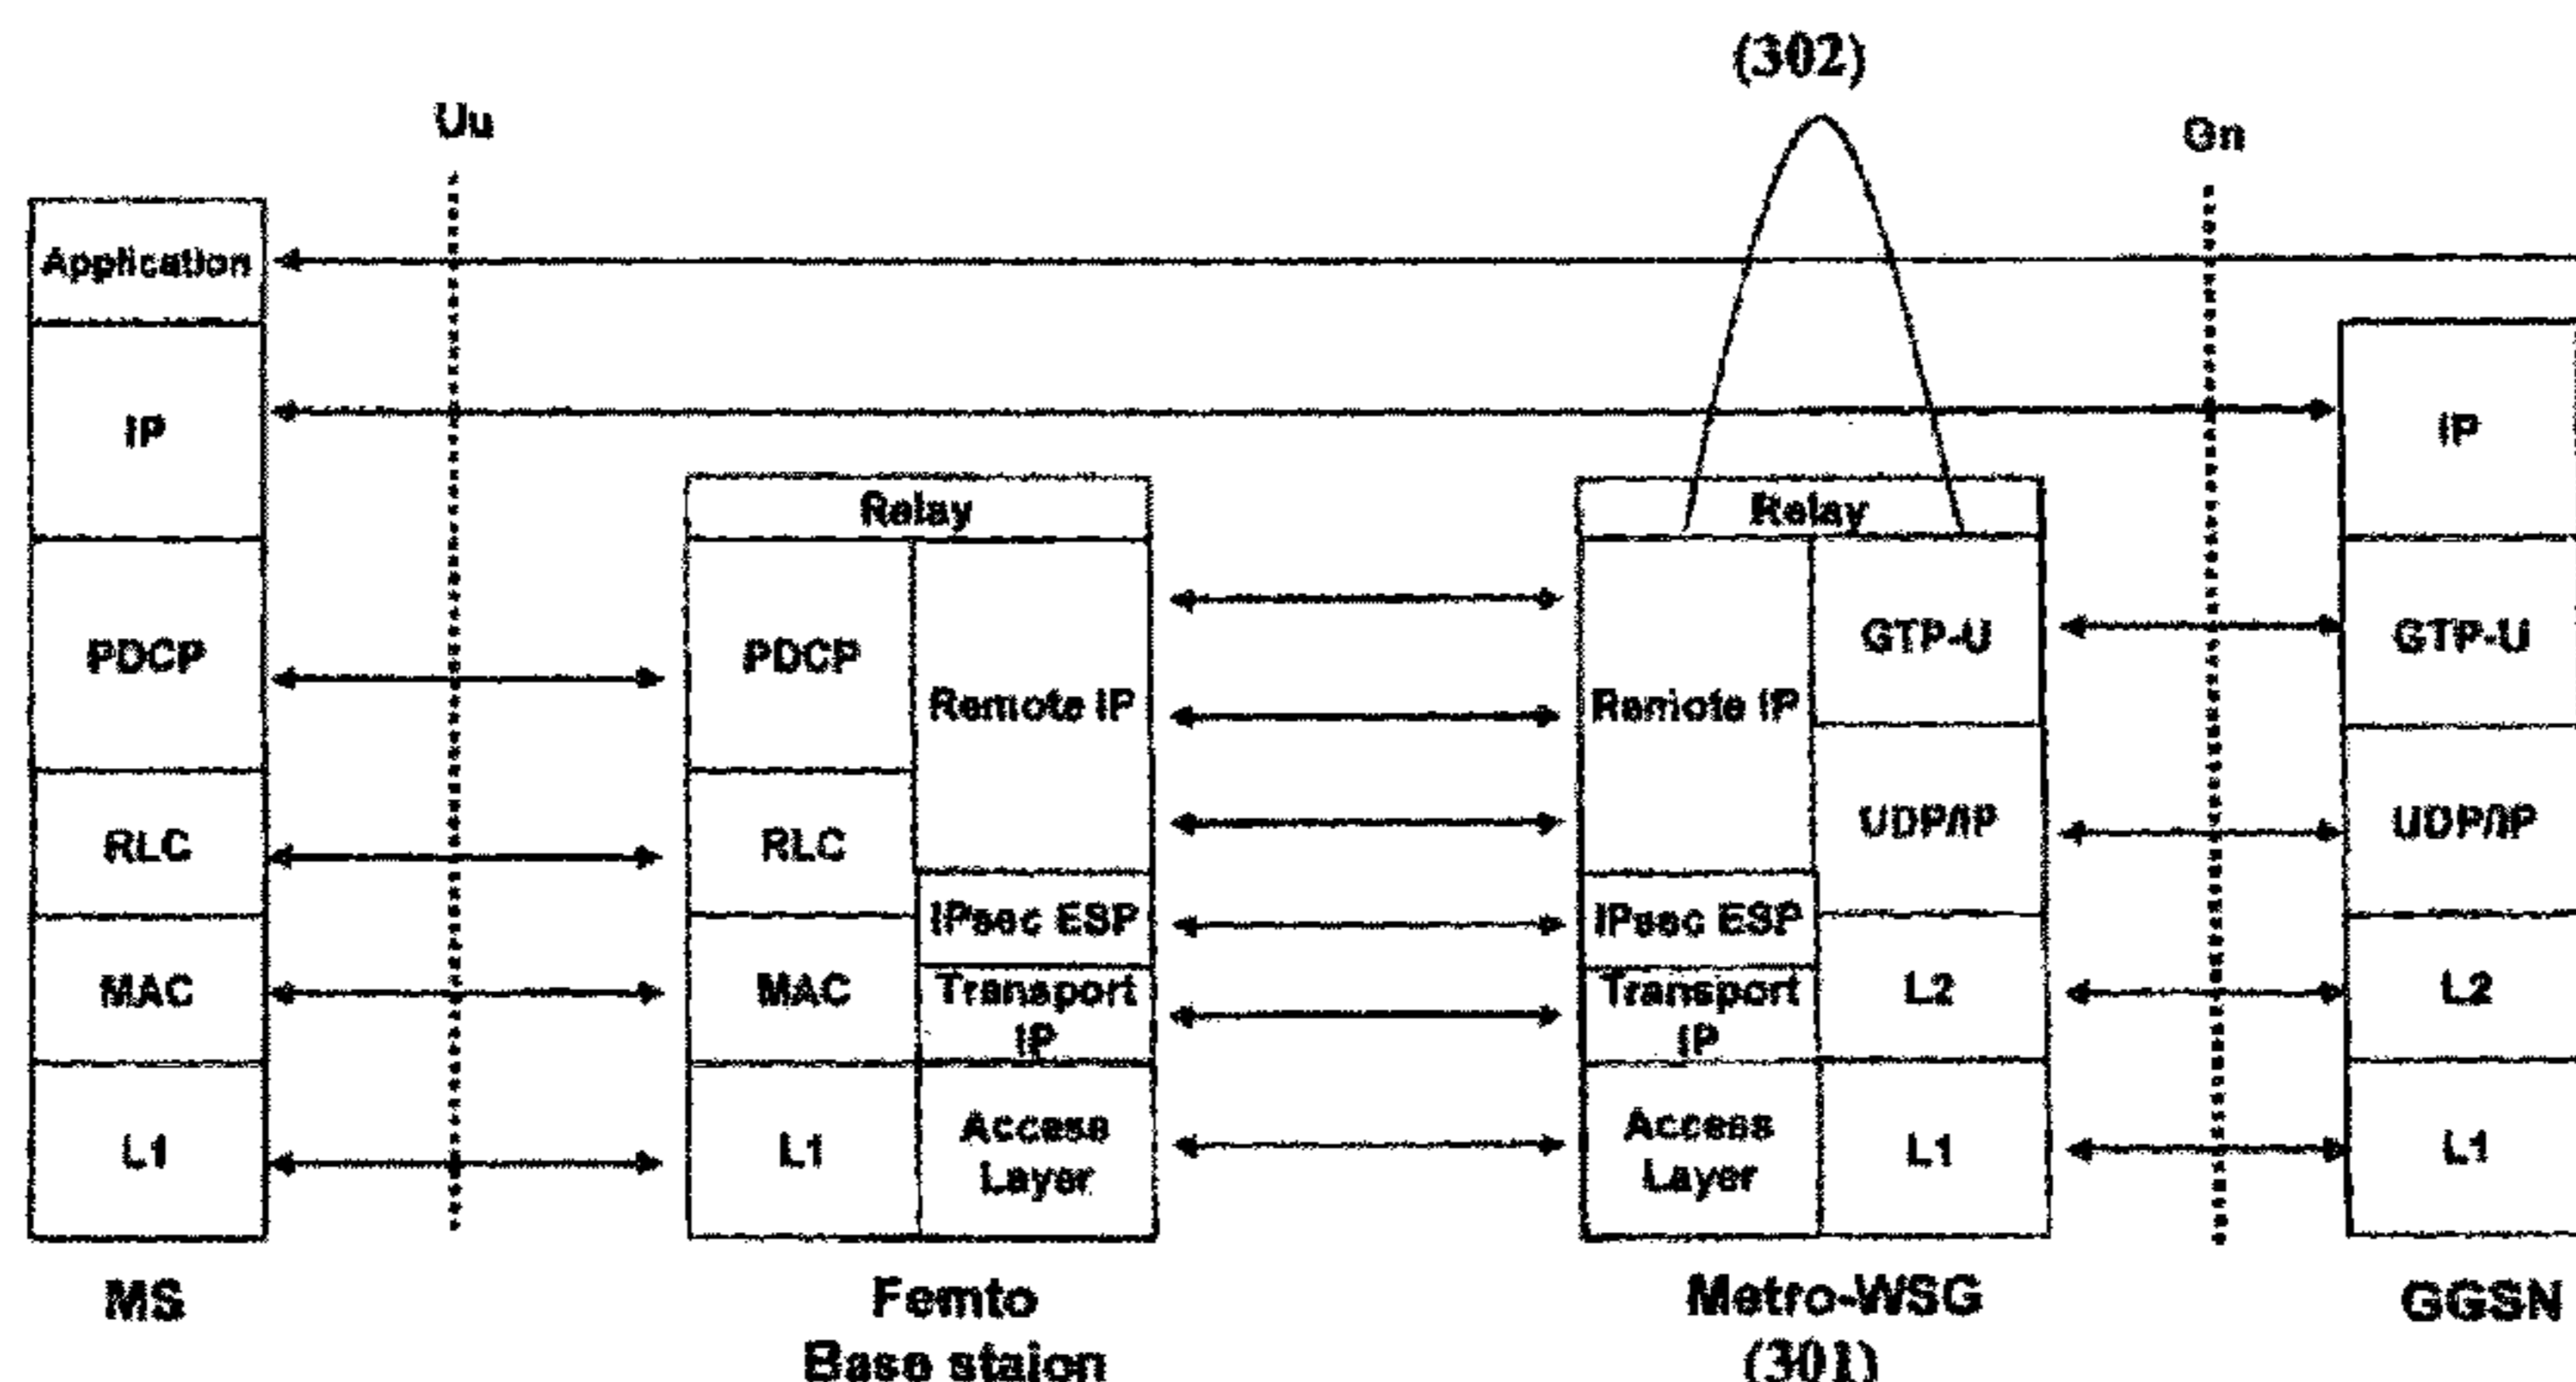 (302)
Uu
Gn
Application
IP
IP
Relay
Relay
PDCP
PDCP
Remote IP
Remote IP
GTP-U
GTP-U
RLC
RLC
UDP/IP
UDP/IP
IPsec ESP
IPsec ESP
MAC
MAC
Transport
IP
Transport
IP
L2
L2
L1
L1
Access
Layer
Access
Layer
L1
L1
MS
Femto
Base staion
Metro-WSG
(301)
GGSN